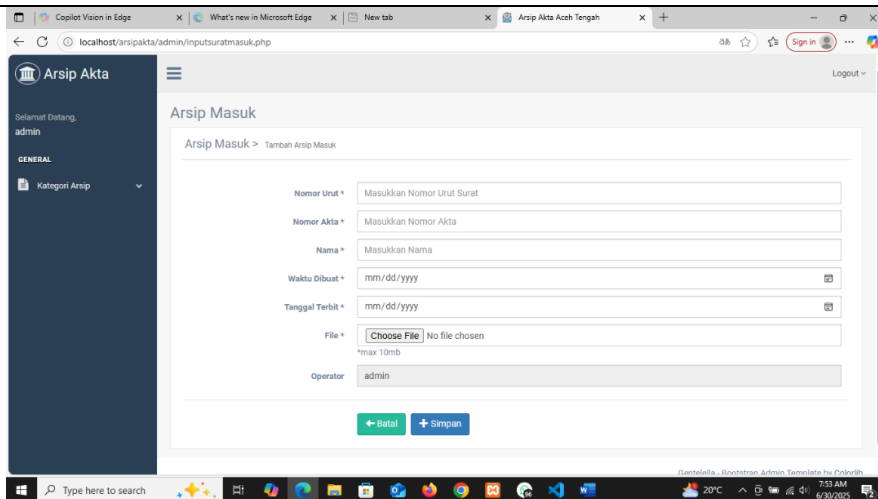 Copilot Vision in Edge
What's new in Microsoft Edge
New tab
Arsip Akta Aceh Tengah
localhost/arsipakta/admin/inputsuratmasuk.php
Sign in
Arsip Akta
Logout
Selamat Datang,
admin
GENERAL
Kategori Arsip
Arsip Masuk
Arsip Masuk > Tambah Arsip Masuk
Nomor Urut * Masukkan Nomor Urut Surat
Nomor Akta * Masukkan Nomor Akta
Nama * Masukkan Nama
Waktu Dibuat * mm/dd/yyyy
Tanggal Terbit * mm/dd/yyyy
File * Choose File No file chosen
*max 10mb
Operator admin
Batal
Simpan
Gentelella - Bootstrap Admin Template by Colorlib
Type here to search
20°C
7:53 AM
6/30/2025